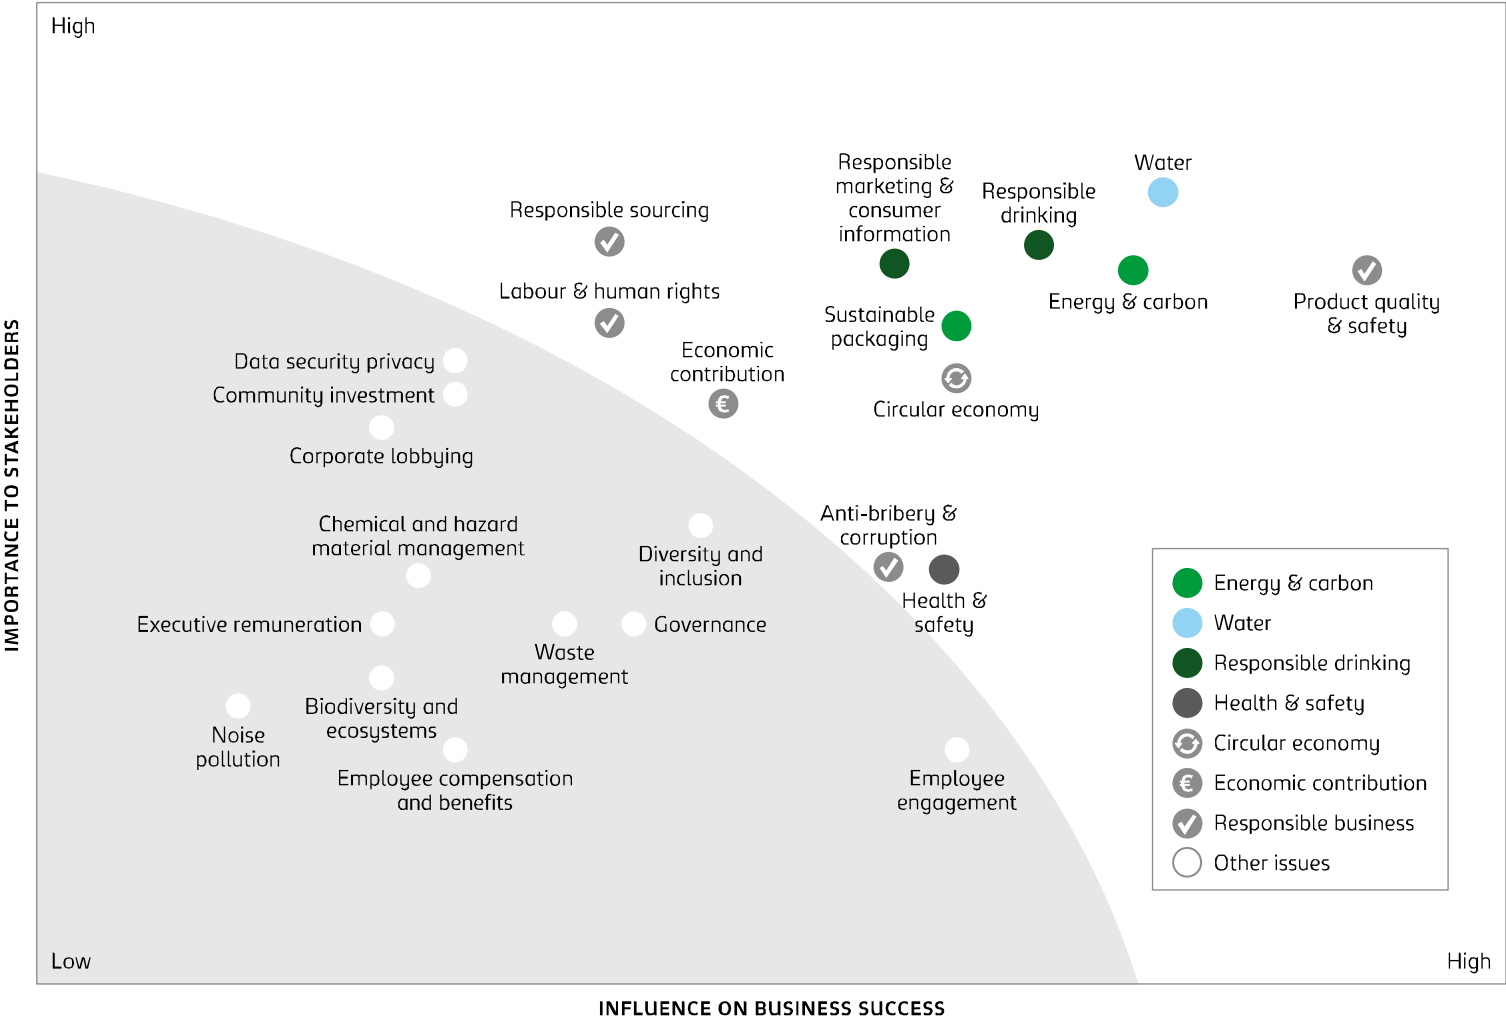 High
Water
Responsible
marketing &
consumer
information
Responsible
drinking
Responsible sourcing
Labour & human rights
Energy & carbon
Product quality
& safety
Sustainable
packaging
Economic
contribution
€
Circular economy
Data security privacy
Community investment
Corporate lobbying
Chemical and hazard
material management
Diversity and
inclusion
Anti-bribery &
corruption
Health &
safety
Executive remuneration
Waste
management
Governance
Biodiversity and
ecosystems
Noise
pollution
Employee compensation
and benefits
Employee
engagement
Energy & carbon
Water
Responsible drinking
Health & safety
Circular economy
€ Economic contribution
Responsible business
Other issues
Low
High
IMPORTANCE TO STAKEHOLDERS
INFLUENCE ON BUSINESS SUCCESS